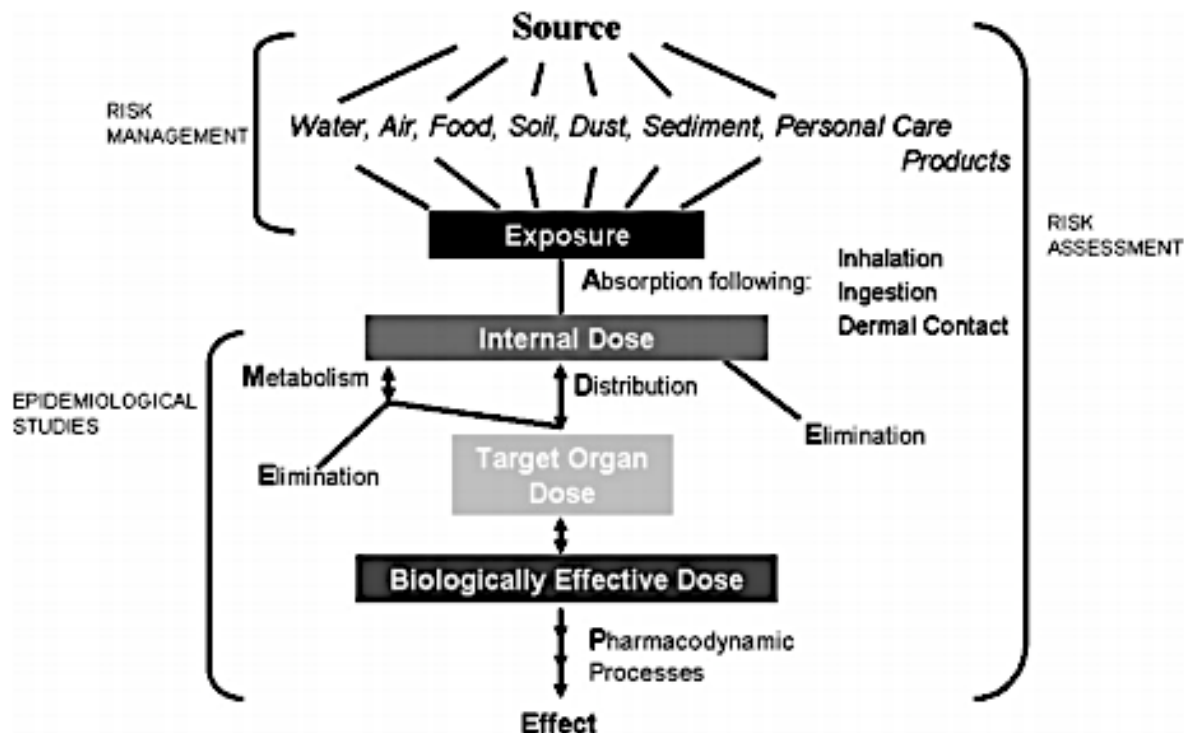 Source
RISK
MANAGEMENT
Water, Air, Food, Soil, Dust, Sediment, Personal Care
Products
Exposure
RISK
ASSESSMENT
Absorption following:
Inhalation
Ingestion
Dermal Contact
Internal Dose
Metabolism
Distribution
EPIDEMIOLOGICAL
STUDIES
Elimination
Elimination
Target Organ
Dose
Biologically Effective Dose
Pharmacodynamic
Processes
Effect